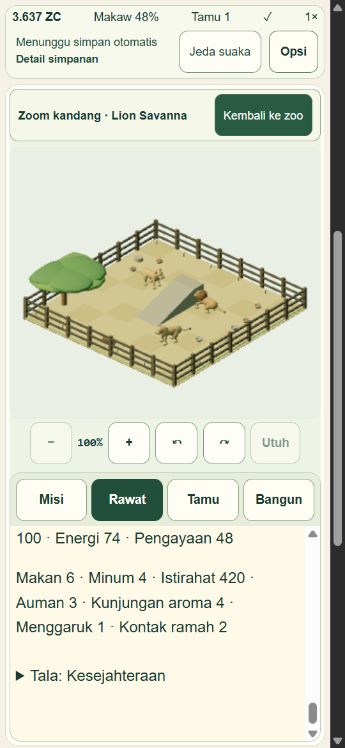 3.637 ZC Makaw 48% Tamu 1 ✓ 1×
Menunggu simpan otomatis
Detail simpanan
Jeda suaka
Opsi
Zoom kandang · Lion Savanna
Kembali ke zoo
− 100% + ↶ ↷ Utuh
Misi Rawat Tamu Bangun
100 · Energi 74 · Pengayaan 48
Makan 6 · Minum 4 · Istirahat 420 ·
Auman 3 · Kunjungan aroma 4 ·
Menggaruk 1 · Kontak ramah 2
▶ Tala: Kesejahteraan